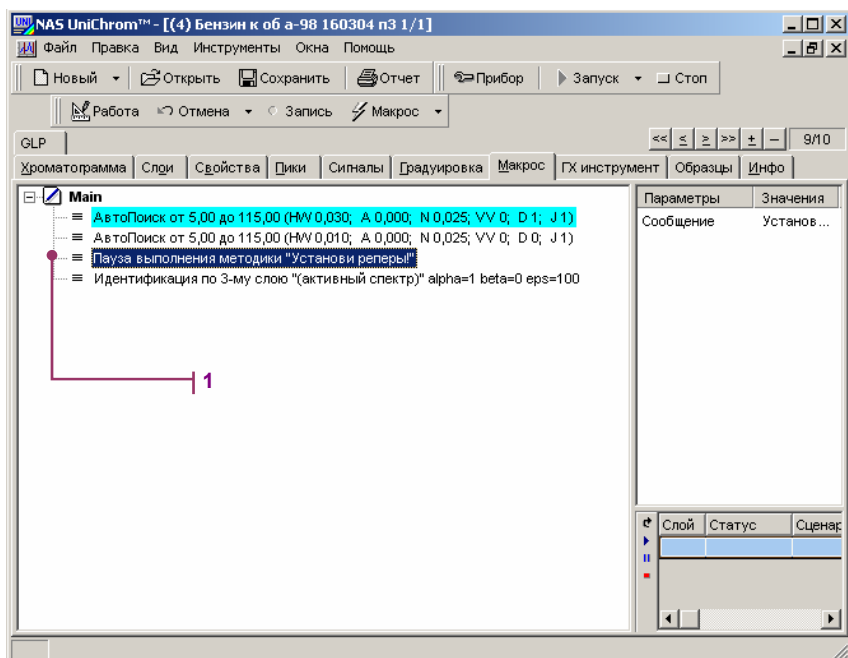 NAS UniChrom™ - [(4) Бензин к об а-98 160304 п3 1/1]
Файл Правка Вид Инструменты Окна Помощь
Новый Открыть Сохранить Отчет Прибор Запуск Стоп
Работа Отмена Запись Макрос
GLP << ≤ ≥ >> ± − 9/10
Хроматограмма Слои Свойства Пики Сигналы Градуировка Макрос ГХ инструмент Образцы Инфо
Main
АвтоПоиск от 5,00 до 115,00 (HW 0,030; A 0,000; N 0,025; VV 0; D 1; J 1)
АвтоПоиск от 5,00 до 115,00 (HW 0,010; A 0,000; N 0,025; VV 0; D 0; J 1)
Пауза выполнения методики "Установи реперы!"
Идентификация по 3-му слою "(активный спектр)" alpha=1 beta=0 eps=100
1
Параметры Значения
Сообщение Установ...
Слой Статус Сценар